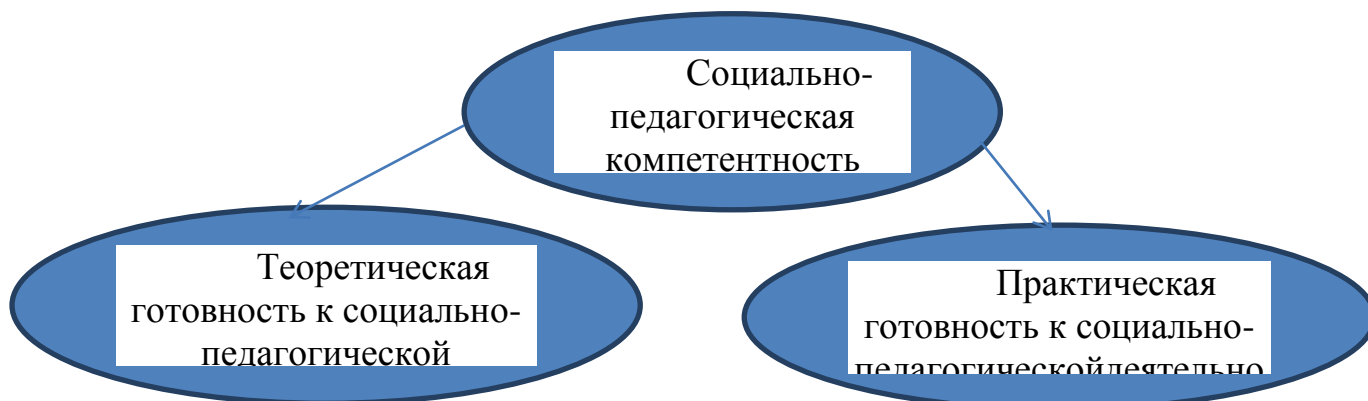 Социально-
педагогическая
компетентность
Теоретическая
готовность к социально-
педагогической
Практическая
готовность к социально-
педагогическойдеятельно